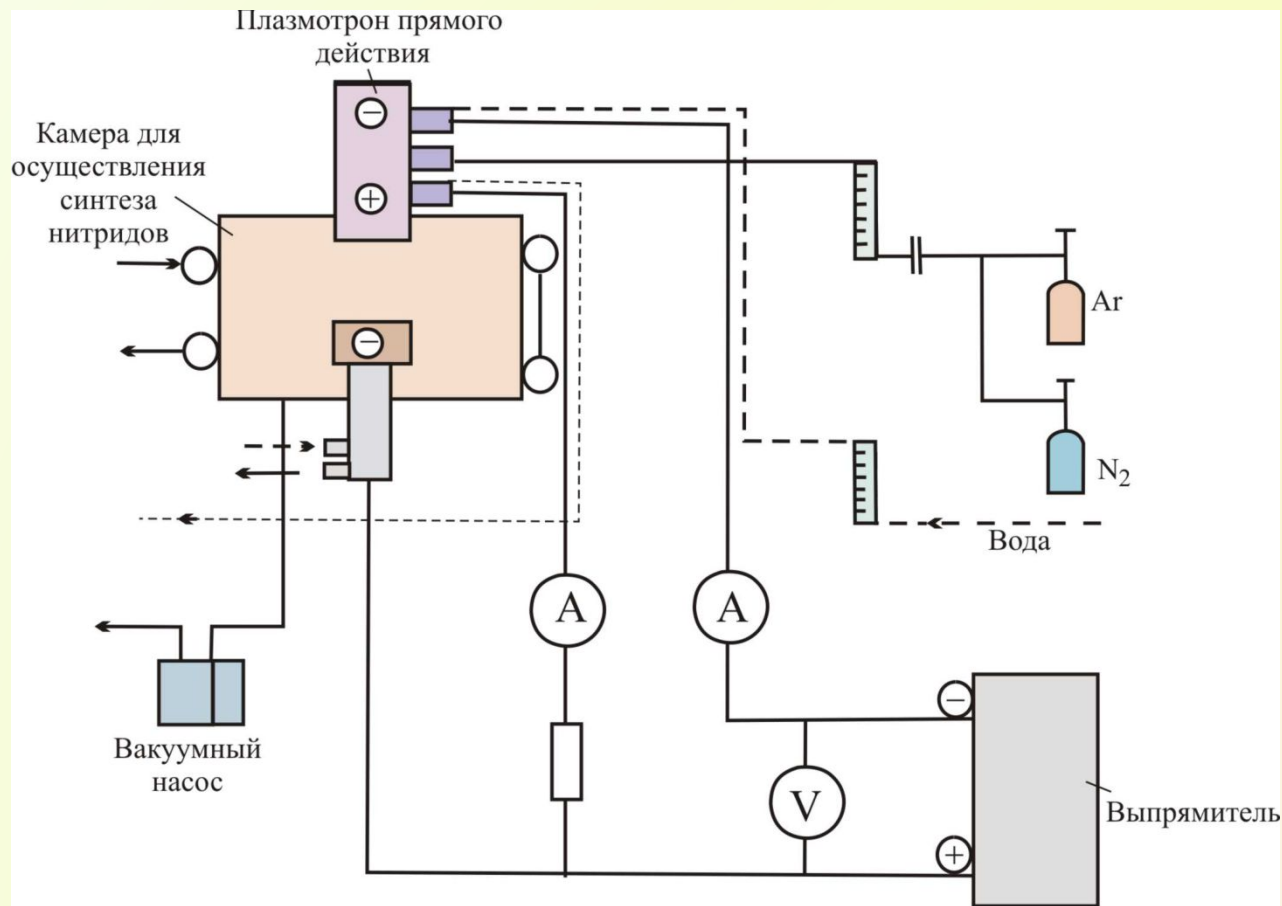 Плазмотрон прямого
действия
Камера для
осуществления
синтеза
нитридов
−
+
−
Ar
N2
Вода
A
A
V
−
+
Вакуумный
насос
Выпрямитель